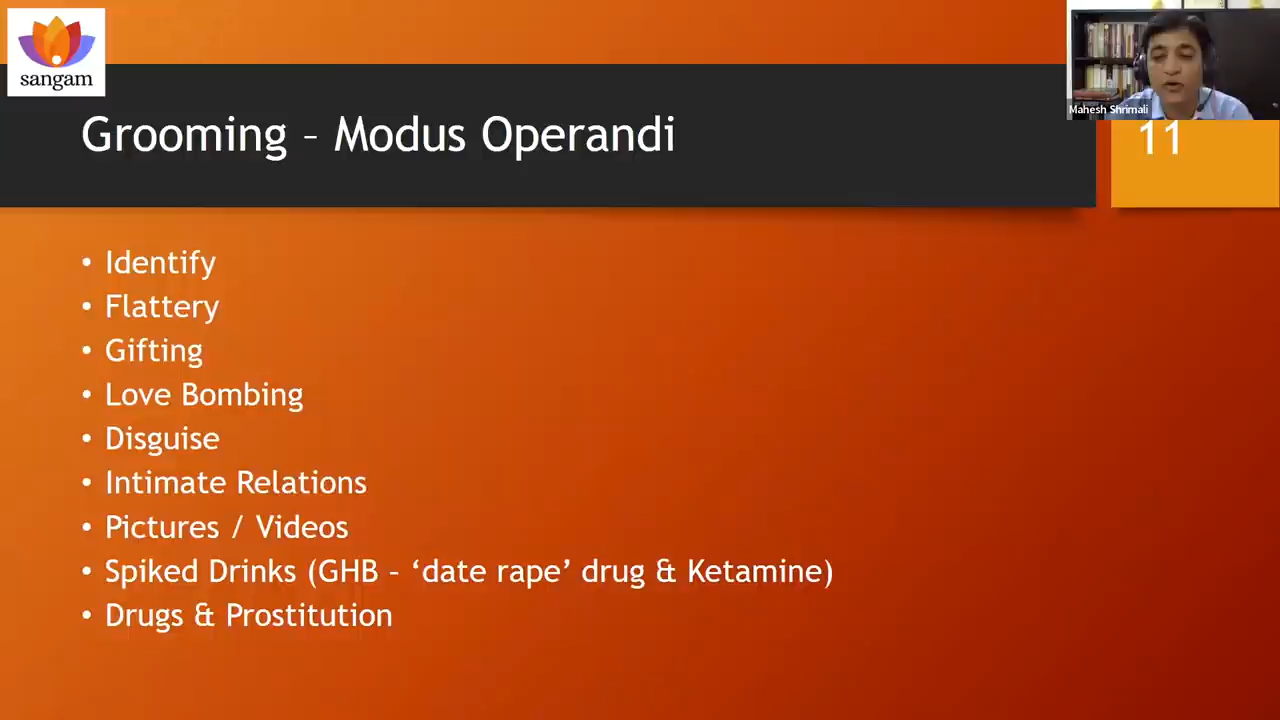 sangam
Mahesh Shrimali
Grooming – Modus Operandi
11
• Identify
• Flattery
• Gifting
• Love Bombing
• Disguise
• Intimate Relations
• Pictures / Videos
• Spiked Drinks (GHB – ‘date rape’ drug & Ketamine)
• Drugs & Prostitution